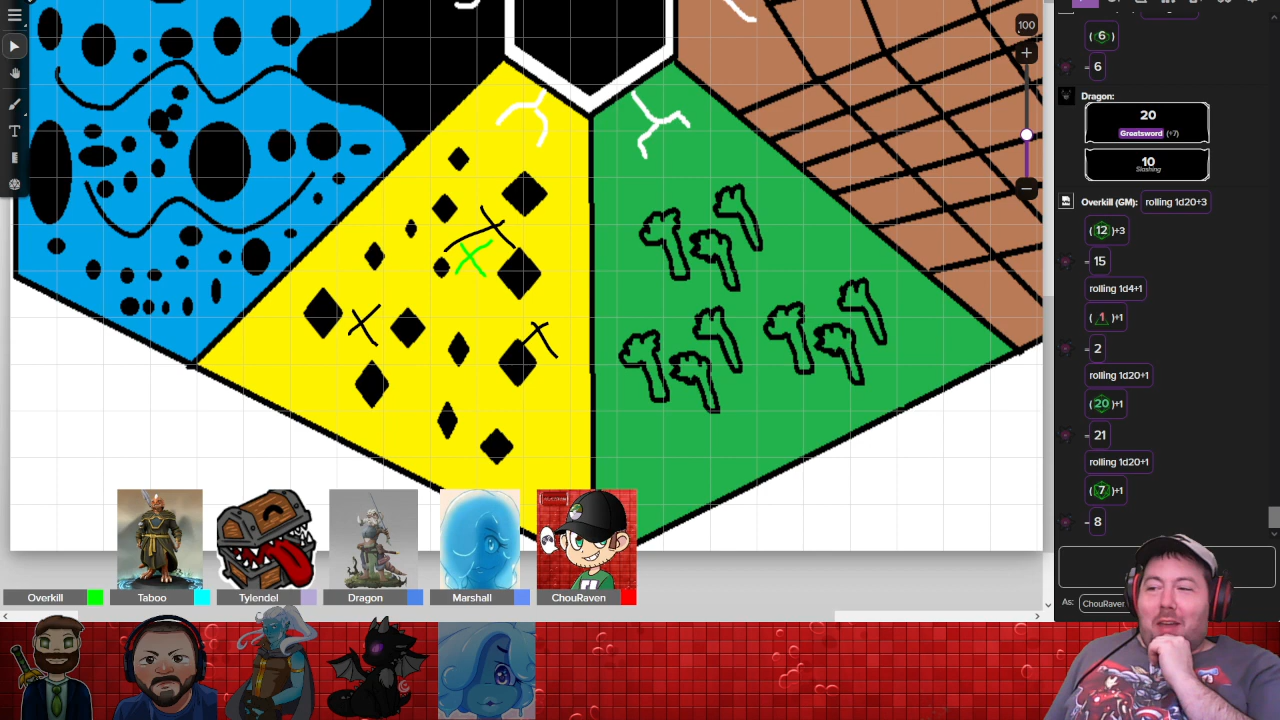 100
(6)
= 6
Dragon:
20
Greatsword (+7)
10
Slashing
Overkill (GM): rolling 1d20+3
(12)+3
= 15
rolling 1d4+1
(1)+1
= 2
rolling 1d20+1
(20)+1
= 21
rolling 1d20+1
(7)+1
= 8
As: ChouRaven
Overkill
Taboo
Tylendel
Dragon
Marshall
ChouRaven